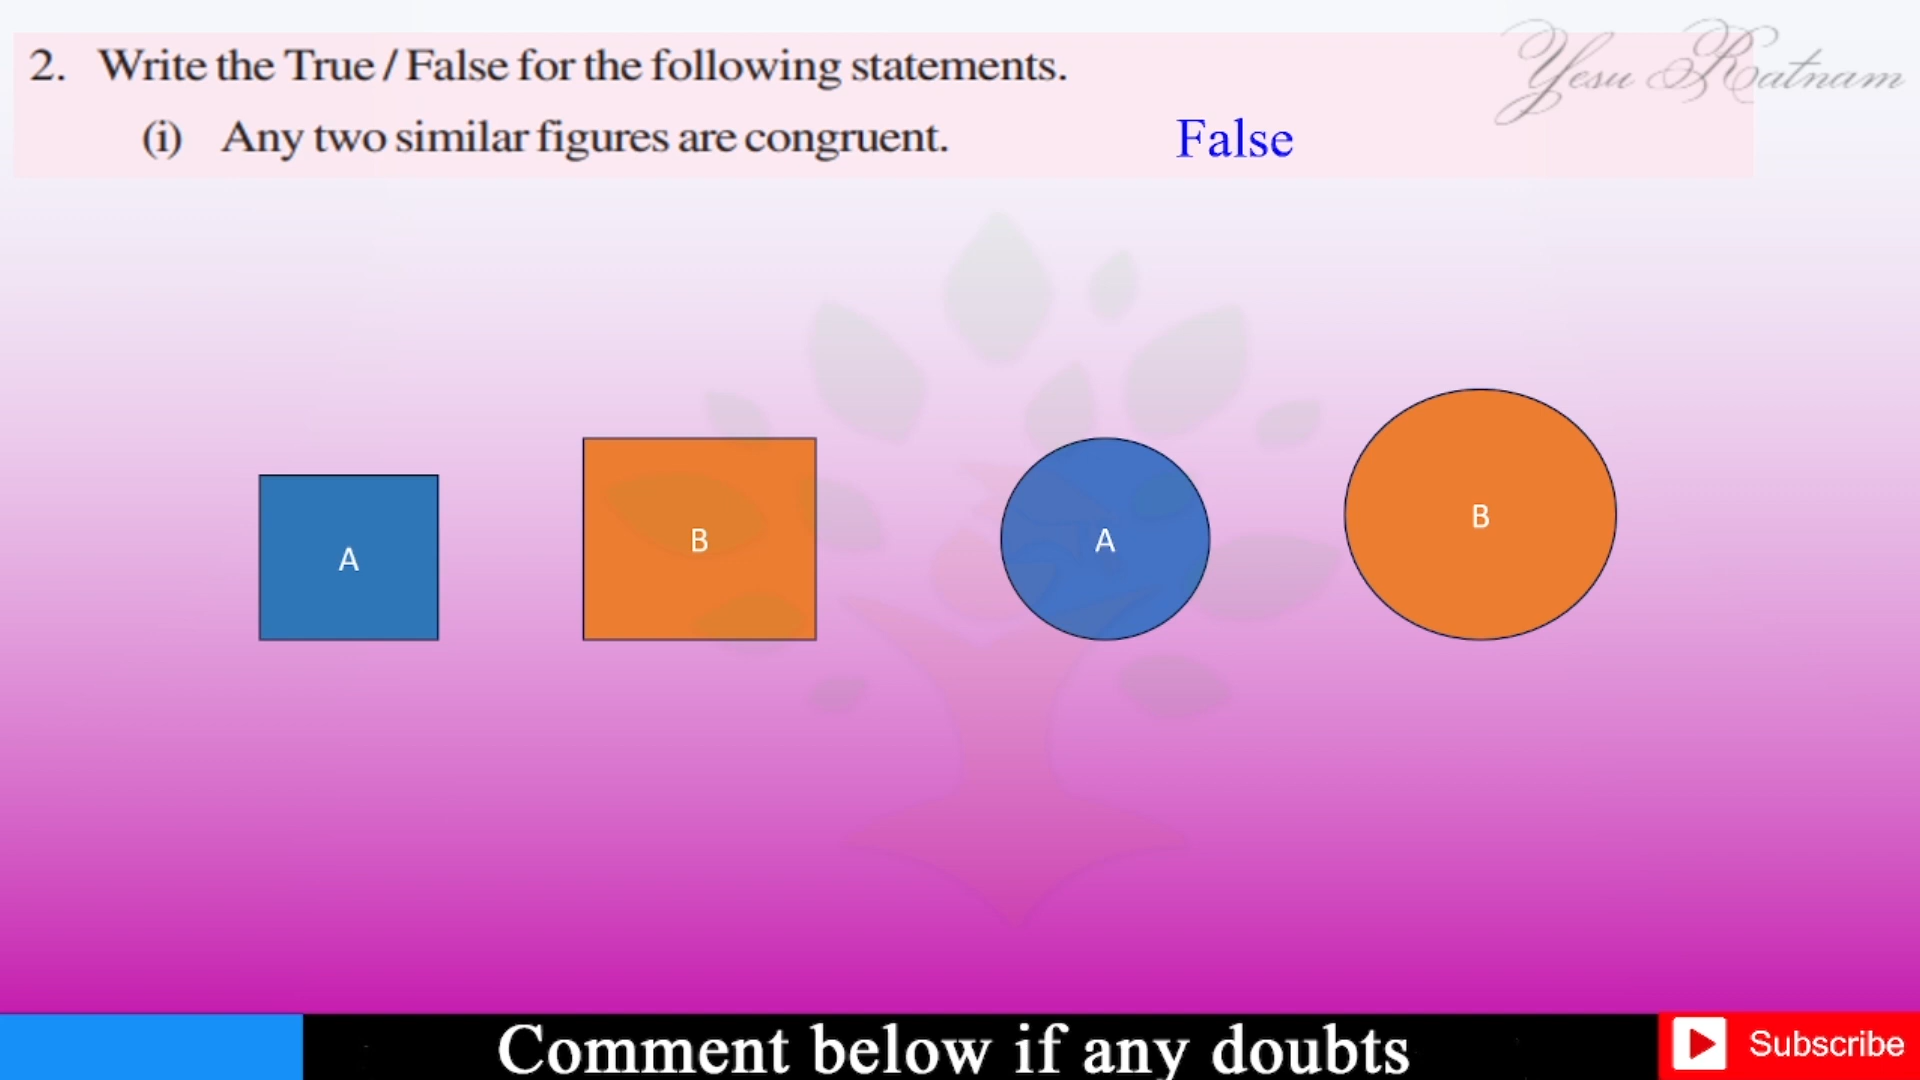 Yesu Ratnam
2. Write the True / False for the following statements.
(i) Any two similar figures are congruent. False
A
B
A
B
Comment below if any doubts
Subscribe